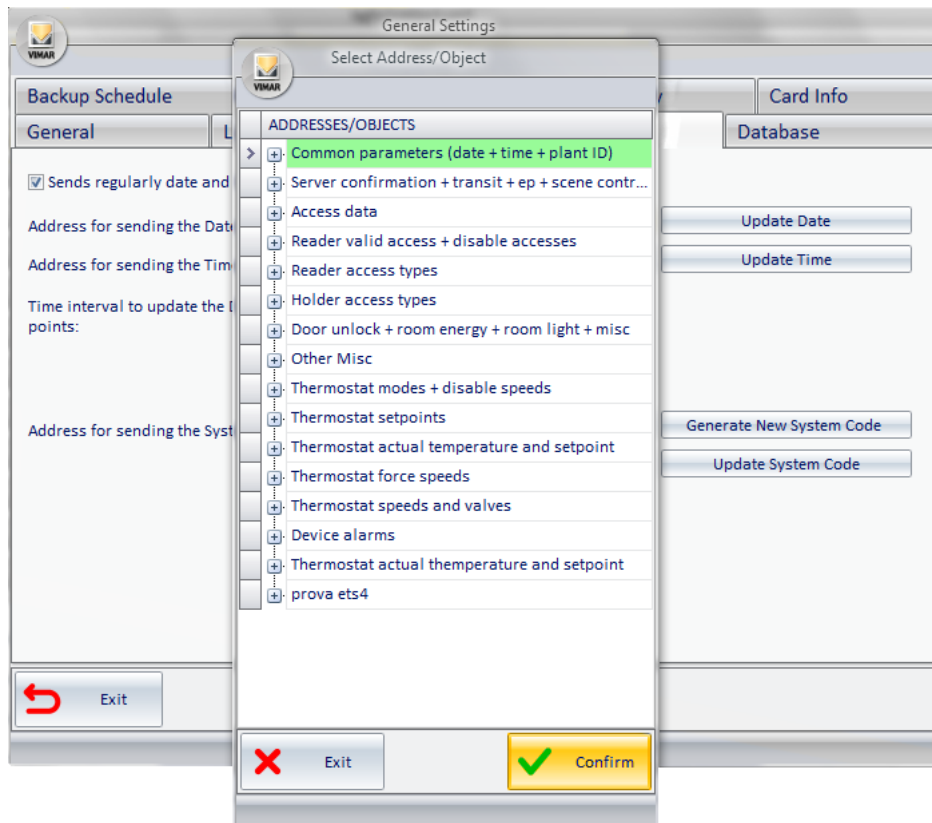 General Settings
VIMAR
Select Address/Object
VIMAR
Backup Schedule
Card Info
General
Database
ADDRESSES/OBJECTS
Common parameters (date + time + plant ID)
Sends regularly date and
Server confirmation + transit + ep + scene contr...
Access data
Address for sending the Date
Update Date
Reader valid access + disable accesses
Address for sending the Tim
Update Time
Reader access types
Holder access types
Time interval to update the
points:
Door unlock + room energy + room light + misc
Other Misc
Thermostat modes + disable speeds
Thermostat setpoints
Address for sending the Syst
Generate New System Code
Thermostat actual temperature and setpoint
Update System Code
Thermostat force speeds
Thermostat speeds and valves
Device alarms
Thermostat actual themperature and setpoint
prova ets4
Exit
Exit
Confirm